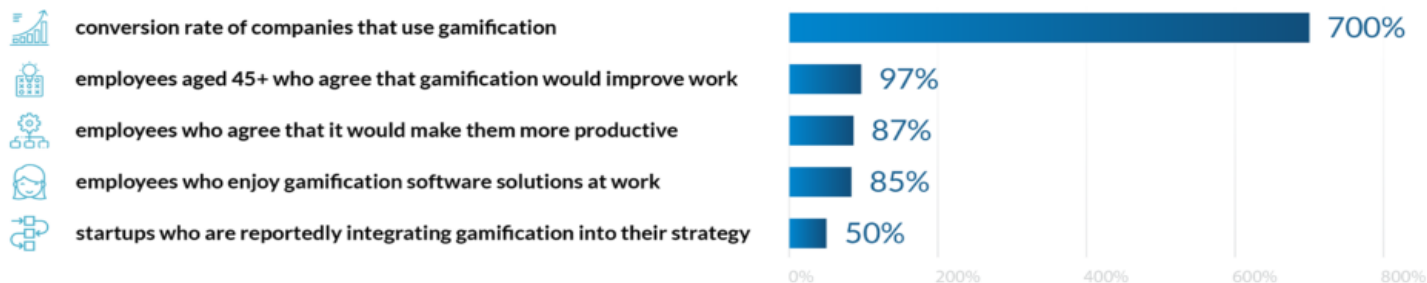 conversion rate of companies that use gamification 700%
employees aged 45+ who agree that gamification would improve work 97%
employees who agree that it would make them more productive 87%
employees who enjoy gamification software solutions at work 85%
startups who are reportedly integrating gamification into their strategy 50%
0% 200% 400% 600% 800%